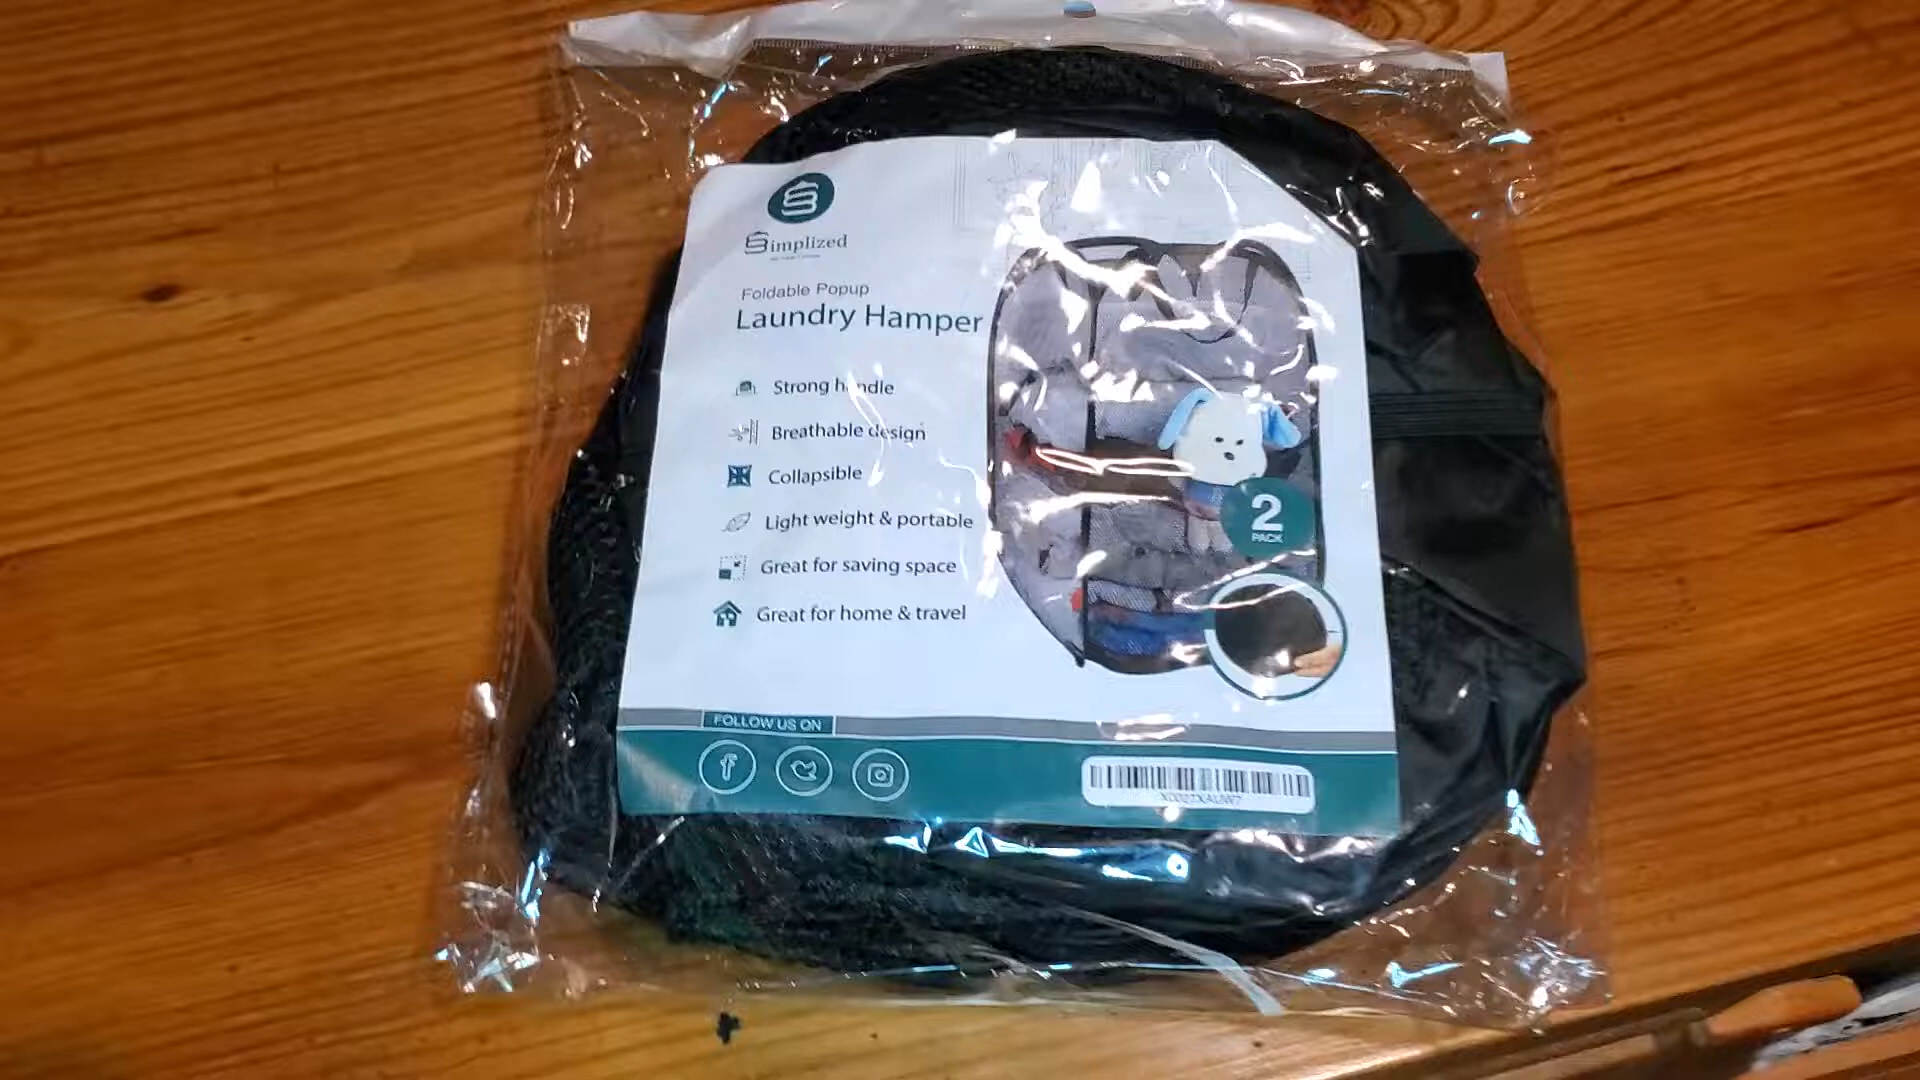 Simplized
Foldable Popup
Laundry Hamper
Strong handle
Breathable design
Collapsible
Light weight & portable
Great for saving space
Great for home & travel
2
PACK
FOLLOW US ON